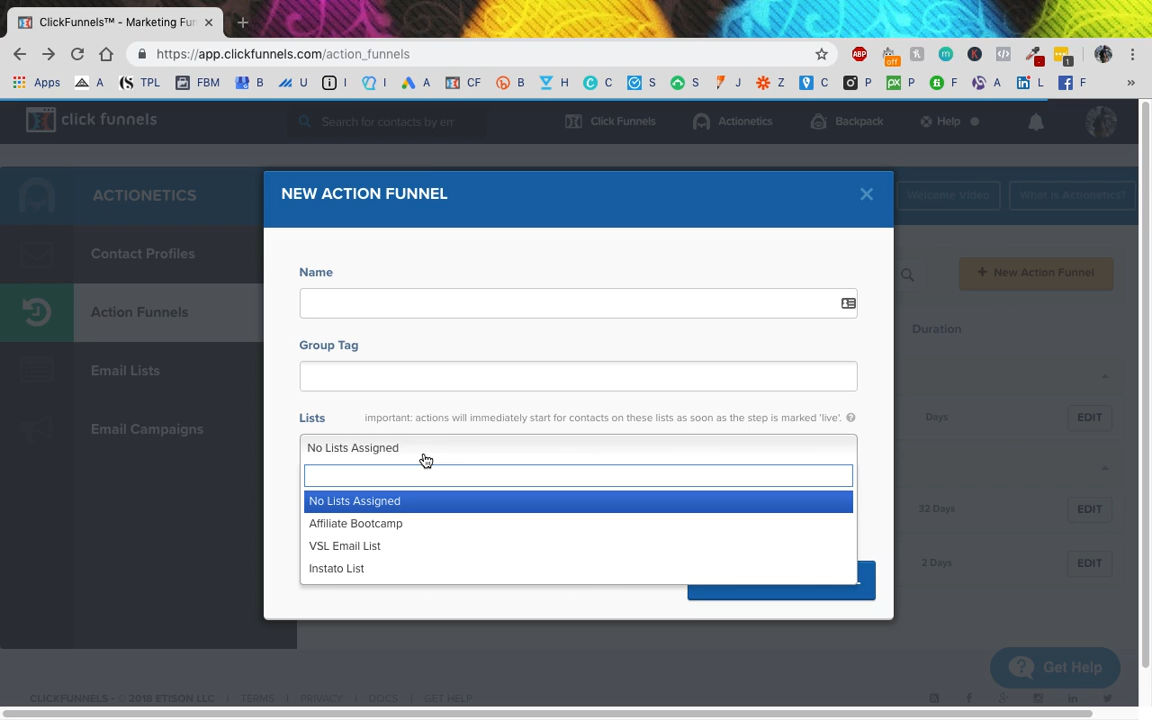 ClickFunnels™ - Marketing Fun
https://app.clickfunnels.com/action_funnels
ABP
off
1
Apps A TPL FBM B U I I A CF B H C S S J Z C P P F A L F »
click funnels
Search for contacts by em
Click Funnels
Actionetics
Backpack
Help
ACTIONETICS
Welcome Video
What is Actionetics?
Contact Profiles
Action Funnels
Email Lists
Email Campaigns
+ New Action Funnel
Duration
Days EDIT
32 Days EDIT
2 Days EDIT
NEW ACTION FUNNEL
Name
Group Tag
Lists important: actions will immediately start for contacts on these lists as soon as the step is marked 'live'.
No Lists Assigned
No Lists Assigned
Affiliate Bootcamp
VSL Email List
Instato List
Get Help
CLICKFUNNELS - © 2018 ETISON LLC | TERMS | PRIVACY | DOCS | GET HELP